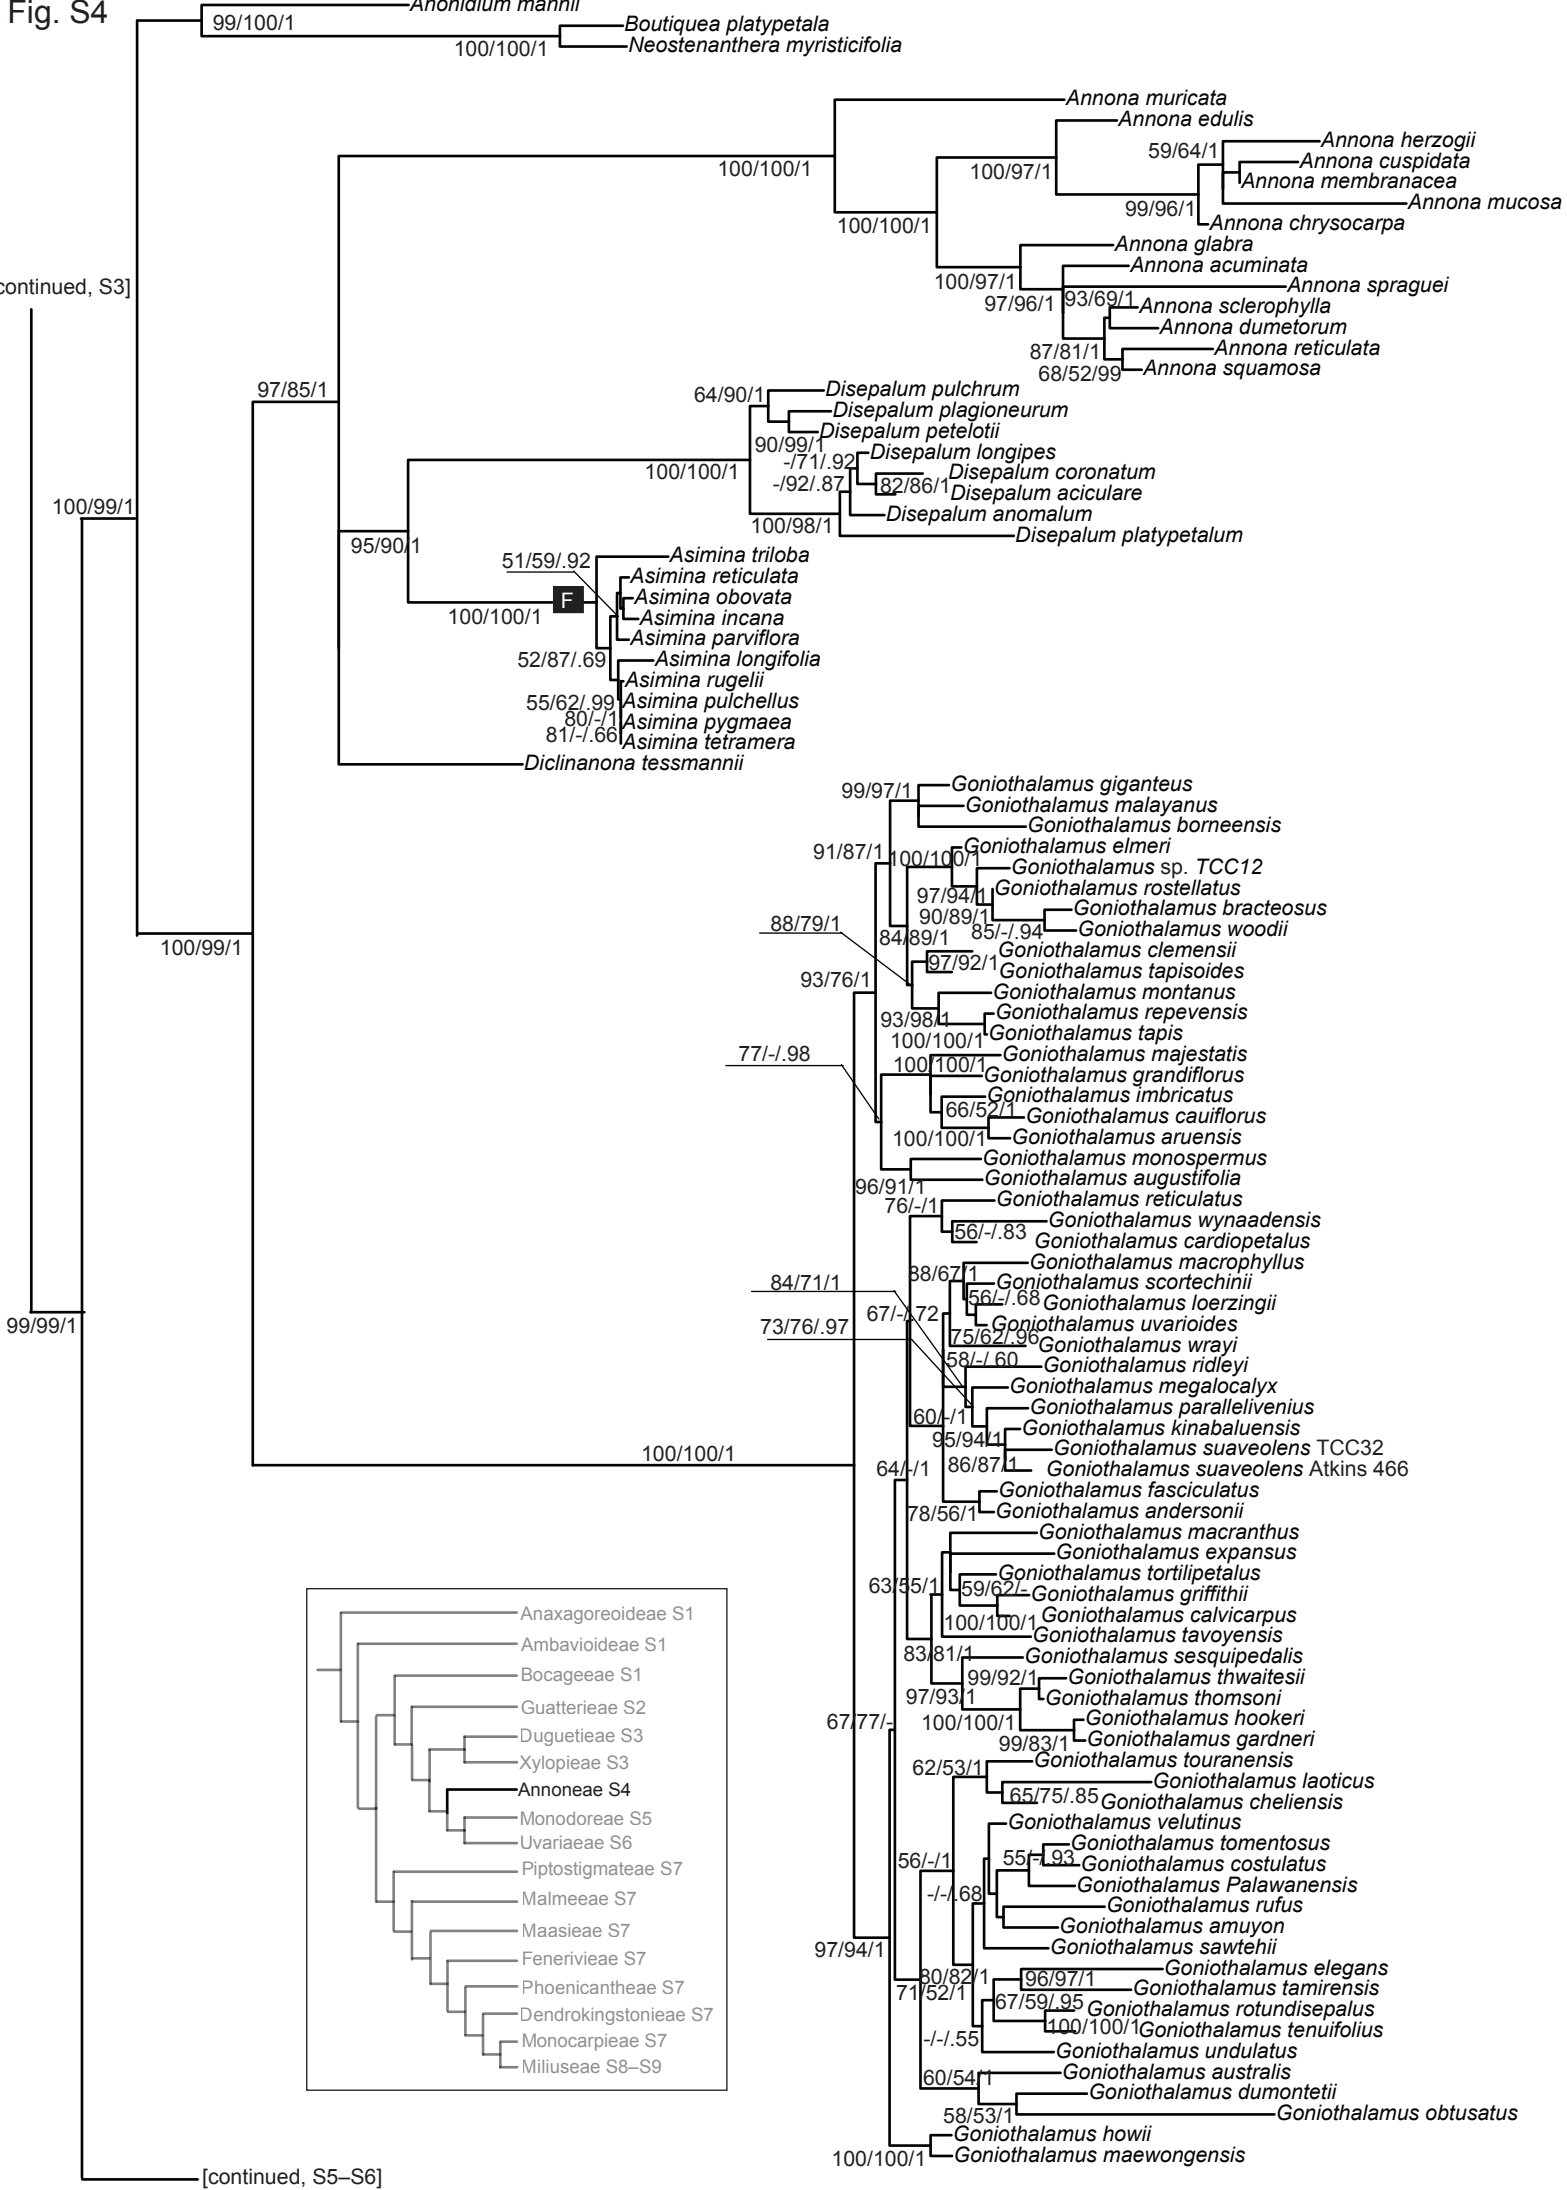 Fig. S4
Anonidium mannii
99/100/1
Boutiquea platypetala
100/100/1
Neostenanthera myristicifolia
Annona muricata
Annona edulis
Annona herzogii
59/64/1
Annona cuspidata
100/100/1
100/97/1
Annona membranacea
Annona mucosa
99/96/1
Annona chrysocarpa
100/100/1
Annona glabra
Annona acuminata
continued, S3]
100/97/1
Annona spraguei
97/96/1
93/69/1
Annona sclerophylla
Annona dumetorum
87/81/1
Annona reticulata
68/52/99
Annona squamosa
97/85/1
64/90/1
Disepalum pulchrum
Disepalum plagioneurum
Disepalum petelotii
90/99/1
Disepalum longipes
-/71/.92
100/100/1
Disepalum coronatum
-/92/.87
82/86/1
Disepalum aciculare
100/99/1
Disepalum anomalum
100/98/1
Disepalum platypetalum
95/90/1
Asimina triloba
51/59/.92
Asimina reticulata
F
Asimina obovata
100/100/1
Asimina incana
Asimina parviflora
52/87/.69
Asimina longifolia
Asimina rugelii
55/62/.99
Asimina pulchellus
80/-/1
Asimina pygmaea
81/-/.66
Asimina tetramera
Diclinanona tessmannii
99/97/1
Goniothalamus giganteus
Goniothalamus malayanus
Goniothalamus borneensis
91/87/1
Goniothalamus elmeri
100/100/1
Goniothalamus sp. TCC12
97/94/1
Goniothalamus rostellatus
90/89/1
Goniothalamus bracteosus
88/79/1
85/-/.94
Goniothalamus woodii
100/99/1
84/89/1
Goniothalamus clemensii
97/92/1
Goniothalamus tapisoides
93/76/1
Goniothalamus montanus
93/98/1
Goniothalamus repevensis
100/100/1
Goniothalamus tapis
77/-/.98
Goniothalamus majestatis
100/100/1
Goniothalamus grandiflorus
Goniothalamus imbricatus
66/52/1
Goniothalamus cauiflorus
100/100/1
Goniothalamus aruensis
Goniothalamus monospermus
96/91/1
Goniothalamus augustifolia
76/-/1
Goniothalamus reticulatus
Goniothalamus wynaadensis
56/-/.83
Goniothalamus cardiopetalus
Goniothalamus macrophyllus
88/67/1
84/71/1
Goniothalamus scortechinii
56/-/.68
Goniothalamus loerzingii
67/-/.72
99/99/1
73/76/.97
Goniothalamus uvarioides
75/62/.96
Goniothalamus wrayi
58/-/.60
Goniothalamus ridleyi
Goniothalamus megalocalyx
Goniothalamus parallelivenius
60/-/1
Goniothalamus kinabaluensis
95/94/1
Goniothalamus suaveolens TCC32
100/100/1
64/-/1
86/87/1
Goniothalamus suaveolens Atkins 466
Goniothalamus fasciculatus
78/56/1
Goniothalamus andersonii
Goniothalamus macranthus
Goniothalamus expansus
Goniothalamus tortilipetalus
63/55/1
59/62/-
Goniothalamus griffithii
Anaxagoreoideae S1
Goniothalamus calvicarpus
100/100/1
Goniothalamus tavoyensis
Ambavioideae S1
83/81/1
Goniothalamus sesquipedalis
Bocageeae S1
99/92/1
Goniothalamus thwaitesii
97/93/1
Goniothalamus thomsoni
Guatterieae S2
67/77/-
100/100/1
Goniothalamus hookeri
Duguetieae S3
99/83/1
Goniothalamus gardneri
Xylopieae S3
62/53/1
Goniothalamus touranensis
Annoneae S4
65/75/.85
Goniothalamus laoticus
Goniothalamus cheliensis
Monodoreae S5
Goniothalamus velutinus
Uvariaeae S6
Goniothalamus tomentosus
55/-/.93
56/-/1
Goniothalamus costulatus
Piptostigmateae S7
-/-/.68
Goniothalamus Palawanensis
Malmeeae S7
Goniothalamus rufus
Maasieae S7
Goniothalamus amuyon
97/94/1
Goniothalamus sawtehii
Fenerivieae S7
Goniothalamus elegans
80/82/1
96/97/1
Phoenicantheae S7
71/52/1
Goniothalamus tamirensis
67/59/.95
Goniothalamus rotundisepalus
Dendrokingstonieae S7
100/100/1
Goniothalamus tenuifolius
Monocarpieae S7
-/-/.55
Goniothalamus undulatus
Miliuseae S8–S9
60/54/1
Goniothalamus australis
Goniothalamus dumontetii
58/53/1
Goniothalamus obtusatus
Goniothalamus howii
100/100/1
Goniothalamus maewongensis
[continued, S5–S6]